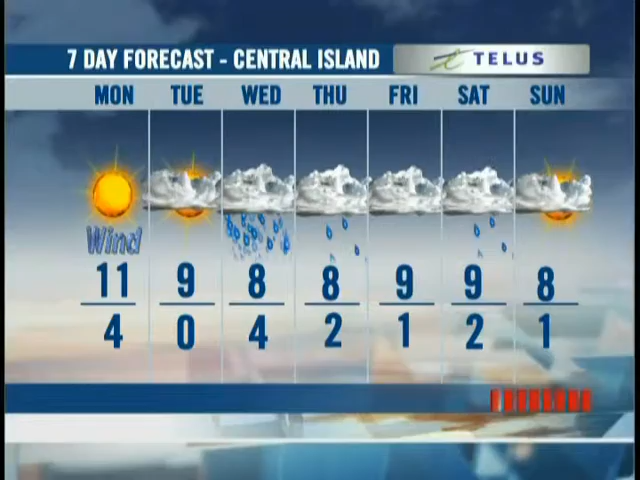 7 DAY FORECAST - CENTRAL ISLAND
TELUS
MON TUE WED THU FRI SAT SUN
Wind
11 9 8 8 9 9 8
4 0 4 2 1 2 1